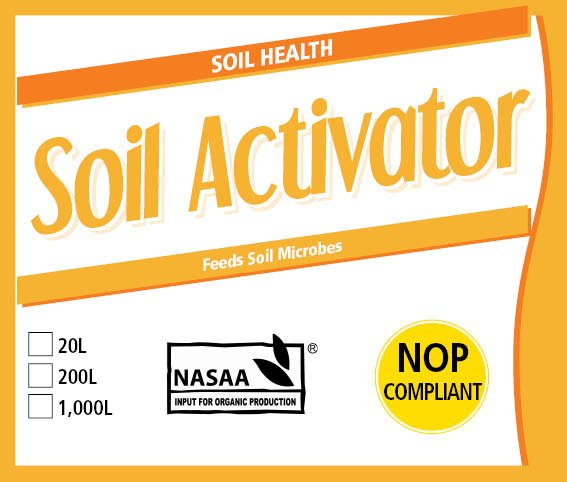 SOIL HEALTH
Soil Activator
Feeds Soil Microbes
20L
200L
1,000L
NASAA ®
INPUT FOR ORGANIC PRODUCTION
NOP
COMPLIANT